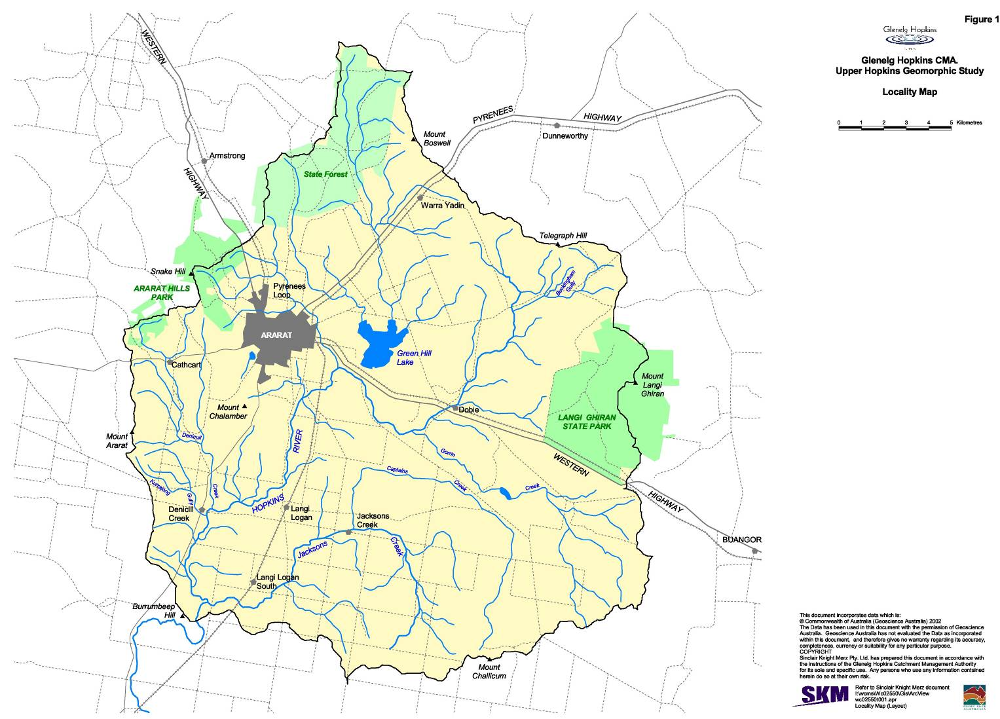 Figure 1
Glenelg Hopkins
CMA
Glenelg Hopkins CMA.
Upper Hopkins Geomorphic Study
Locality Map
0 1 2 3 4 5 Kilometres
WESTERN
HIGHWAY
Armstrong
PYRENEES
HIGHWAY
Dunneworthy
Mount
Boswell
State Forest
Warra Yadin
Telegraph Hill
Snake Hill
ARARAT HILLS
PARK
Pyrenees
Loop
Buckingham
Gully
ARARAT
Green Hill
Lake
Cathcart
Mount
Langi
Ghiran
Mount
Chalamber
Dobie
LANGI GHIRAN
STATE PARK
Mount
Ararat
Denicull
Creek
RIVER
HOPKINS
Gorrin
Creek
WESTERN
HIGHWAY
Captains
Creek
Kurrajong
Gully
Denicill
Creek
Langi
Logan
Jacksons
Creek
Jacksons
Creek
BUANGOR
Langi Logan
South
Burrumbeep
Hill
Mount
Challicum
This document incorporates data which is:
© Commonwealth of Australia (Geoscience Australia) 2002
The Data has been used in this document with the permission of Geoscience
Australia. Geoscience Australia has not evaluated the Data as incorporated
within this document, and therefore gives no warranty regarding its accuracy,
completeness, currency or suitability for any particular purpose.
COPYRIGHT
Sinclair Knight Merz Pty. Ltd. has prepared this document in accordance with
the instructions of the Glenelg Hopkins Catchment Management Authority
for its sole and specific use. Any persons who use any information contained
herein do so at their own risk.
SKM
Refer to Sinclair Knight Merz document
I:\wcms\Wc02550\Gis\ArcView
wc02550t001.apr
Locality Map (Layout)
GEOSCIENCE
AUSTRALIA